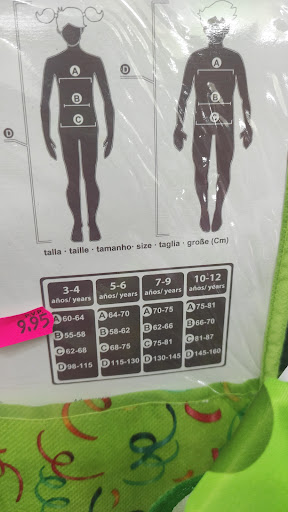 A
B
C
D
A
B
C
D
talla · taille · tamanho· size · taglia · große (Cm)
3-4 5-6 7-9 10-12
años/ years años/ years años/ years años/ years
A 60-64 A 64-70 A 70-75 A 75-81
B 55-58 B 58-62 B 62-66 B 66-70
C 62-68 C 68-75 C 75-81 C 81-87
D 98-115 D 115-130 D 130-145 D 145-160
9.95